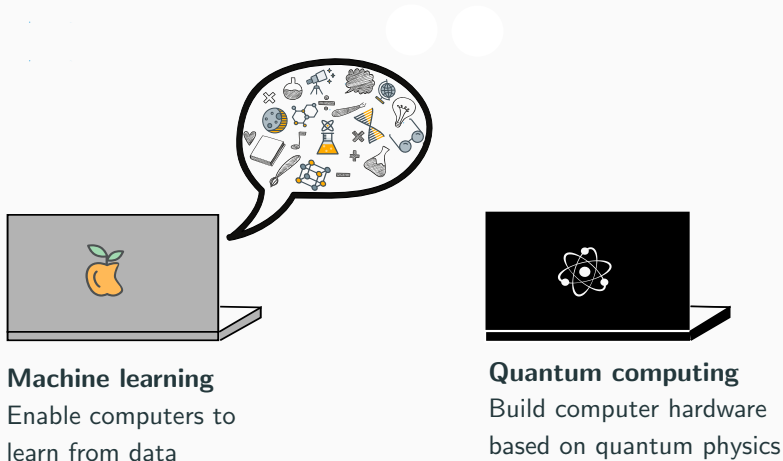 Machine learning
Enable computers to
learn from data
Quantum computing
Build computer hardware
based on quantum physics